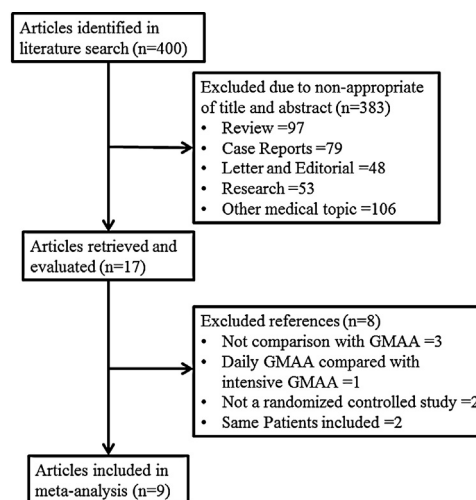 Articles identified in
literature search (n=400)
Excluded due to non-appropriate
of title and abstract (n=383)
• Review =97
• Case Reports =79
• Letter and Editorial =48
• Research =53
• Other medical topic =106
Articles retrieved and
evaluated (n=17)
Excluded references (n=8)
• Not comparison with GMAA =3
• Daily GMAA compared with
intensive GMAA =1
• Not a randomized controlled study =2
• Same Patients included =2
Articles included in
meta-analysis (n=9)